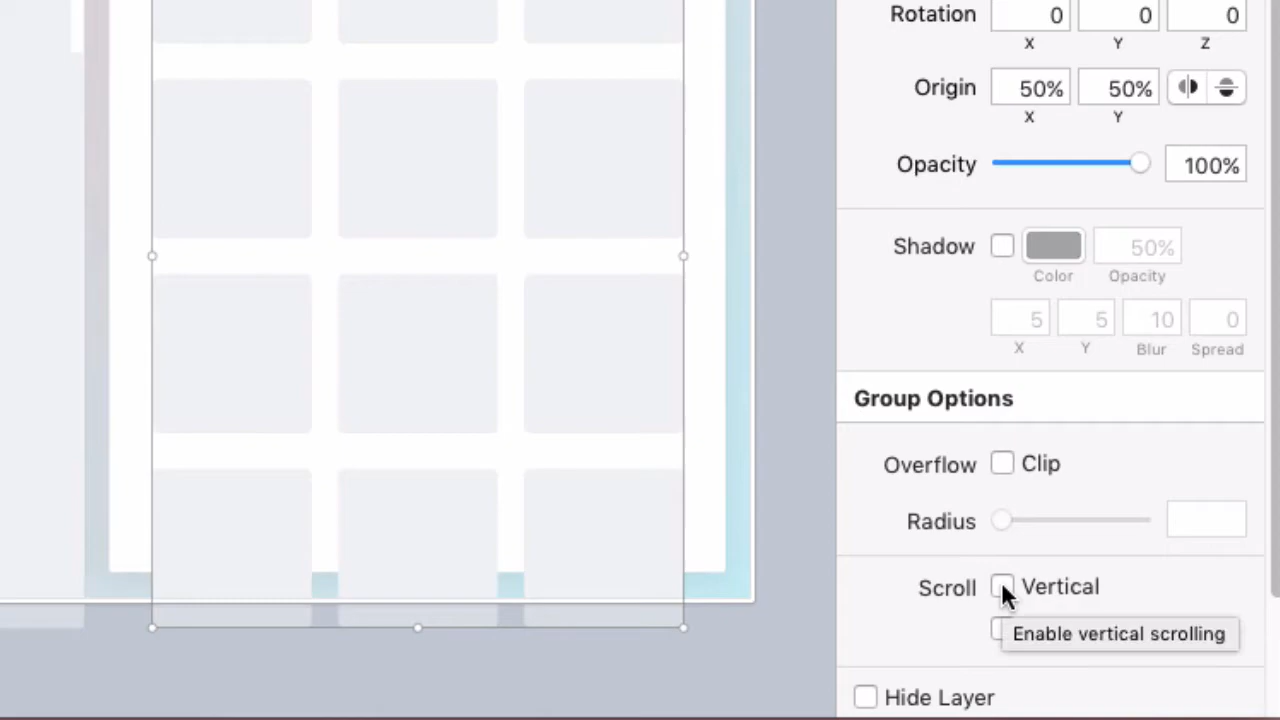 Rotation 0 0 0
X Y Z
Origin 50% 50%
X Y
Opacity 100%
Shadow 50%
Color Opacity
5 5 10 0
X Y Blur Spread
Group Options
Overflow Clip
Radius
Scroll Vertical
Enable vertical scrolling
Hide Layer